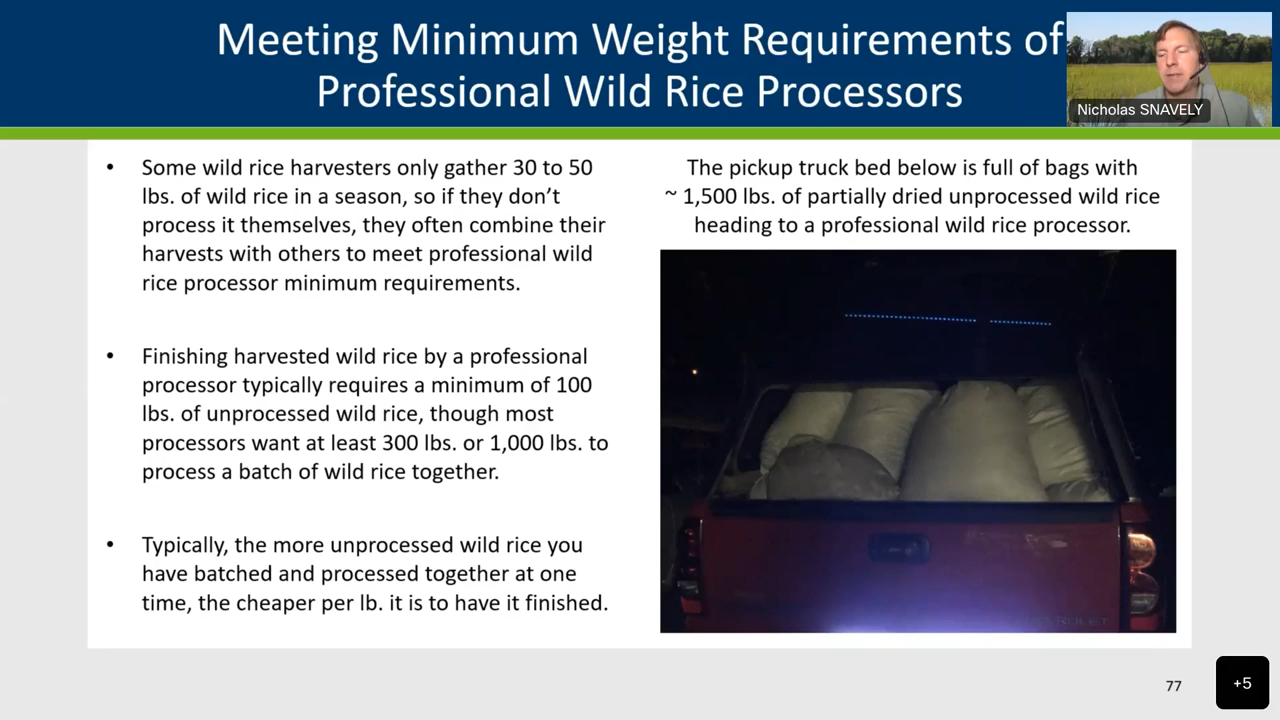 Meeting Minimum Weight Requirements of
Professional Wild Rice Processors
Nicholas SNAVELY
• Some wild rice harvesters only gather 30 to 50
lbs. of wild rice in a season, so if they don’t
process it themselves, they often combine their
harvests with others to meet professional wild
rice processor minimum requirements.
• Finishing harvested wild rice by a professional
processor typically requires a minimum of 100
lbs. of unprocessed wild rice, though most
processors want at least 300 lbs. or 1,000 lbs. to
process a batch of wild rice together.
• Typically, the more unprocessed wild rice you
have batched and processed together at one
time, the cheaper per lb. it is to have it finished.
The pickup truck bed below is full of bags with
~ 1,500 lbs. of partially dried unprocessed wild rice
heading to a professional wild rice processor.
77
+5